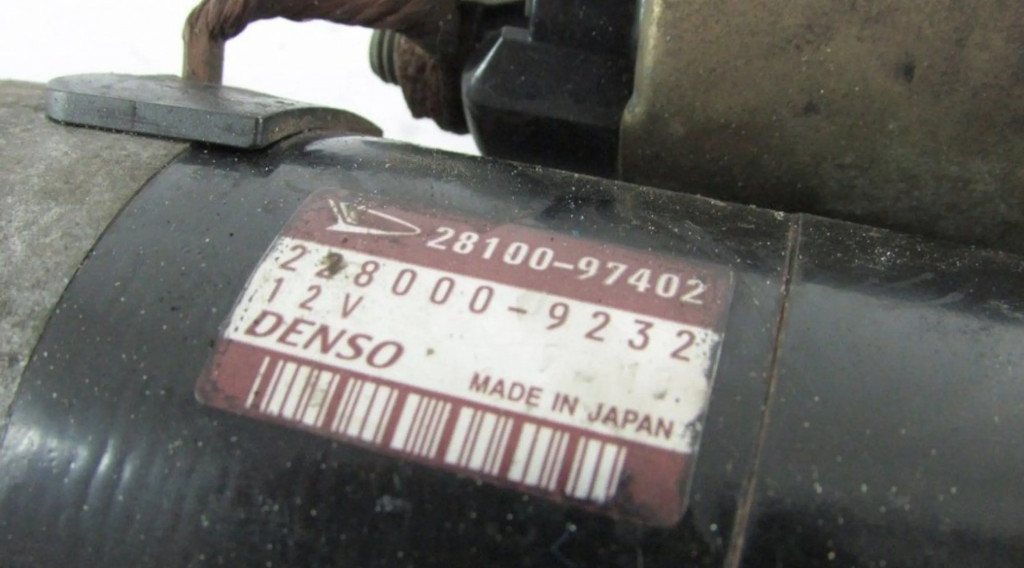 28100-97402
228000-9232
12V
DENSO
MADE IN JAPAN